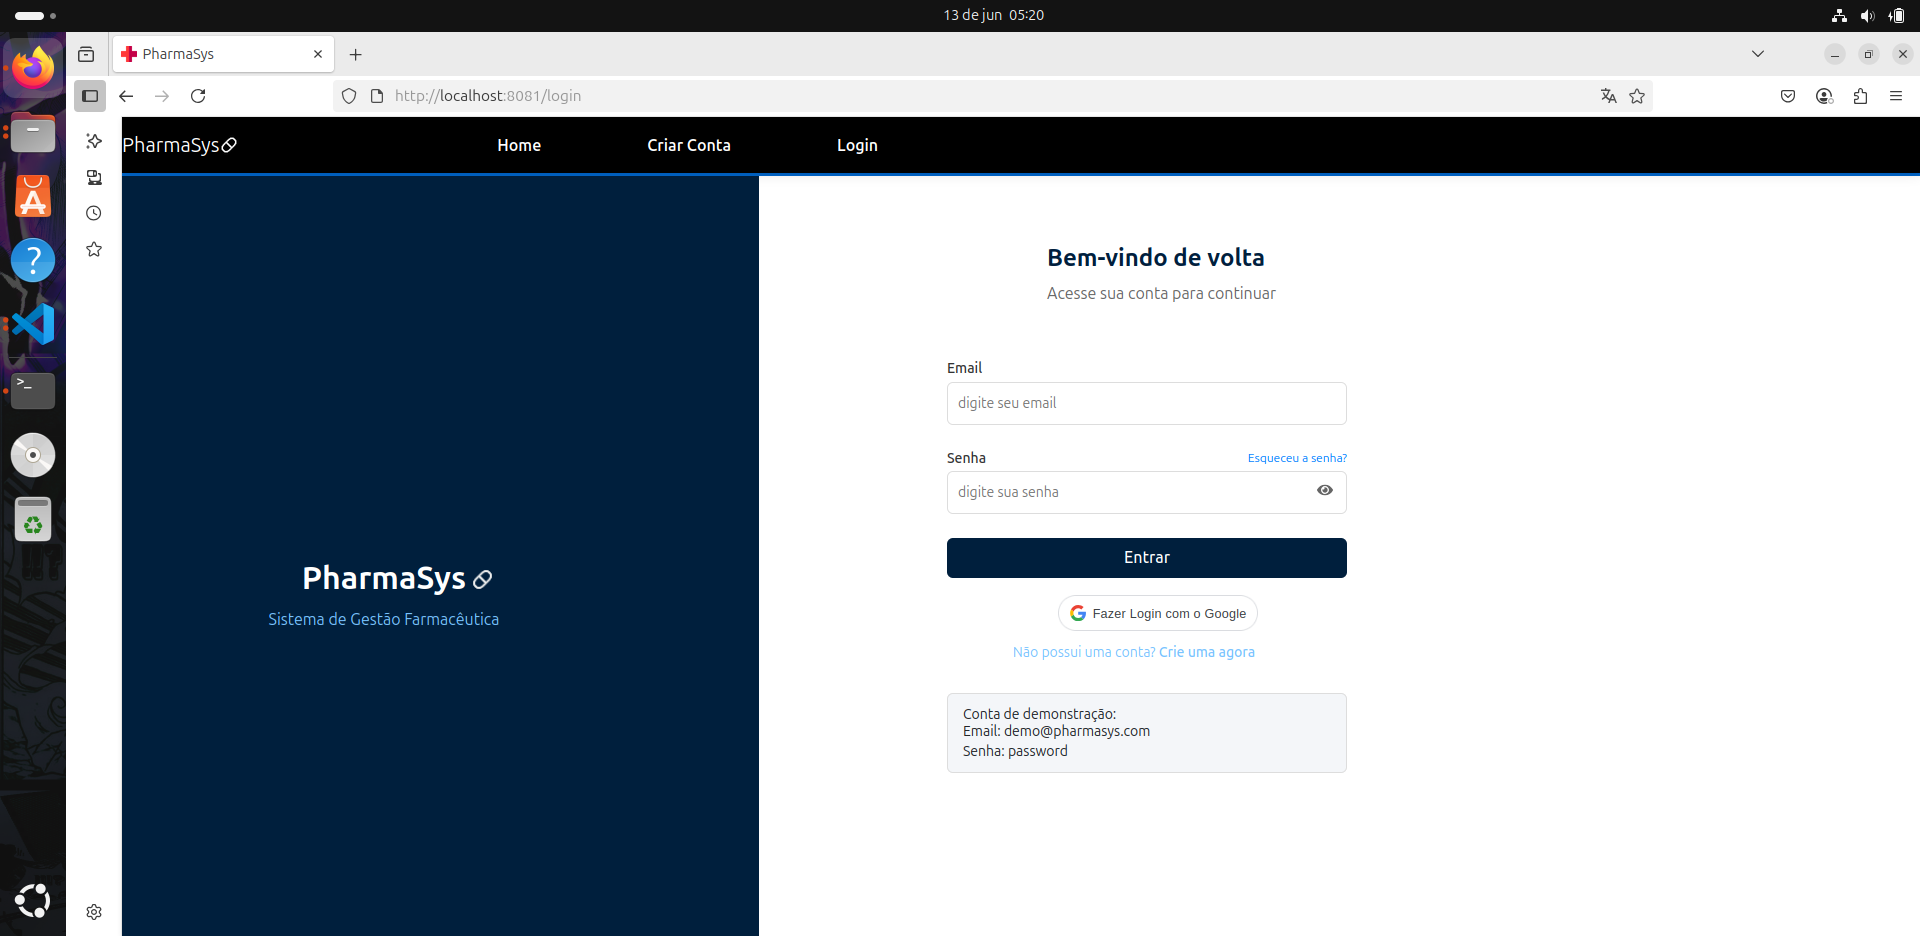 13 de jun 05:20
PharmaSys
http://localhost:8081/login
PharmaSys
Home
Criar Conta
Login
Bem-vindo de volta
Acesse sua conta para continuar
Email
digite seu email
Senha
Esqueceu a senha?
digite sua senha
Entrar
Fazer Login com o Google
Não possui uma conta? Crie uma agora
Conta de demonstração:
Email: demo@pharmasys.com
Senha: password
PharmaSys
Sistema de Gestão Farmacêutica